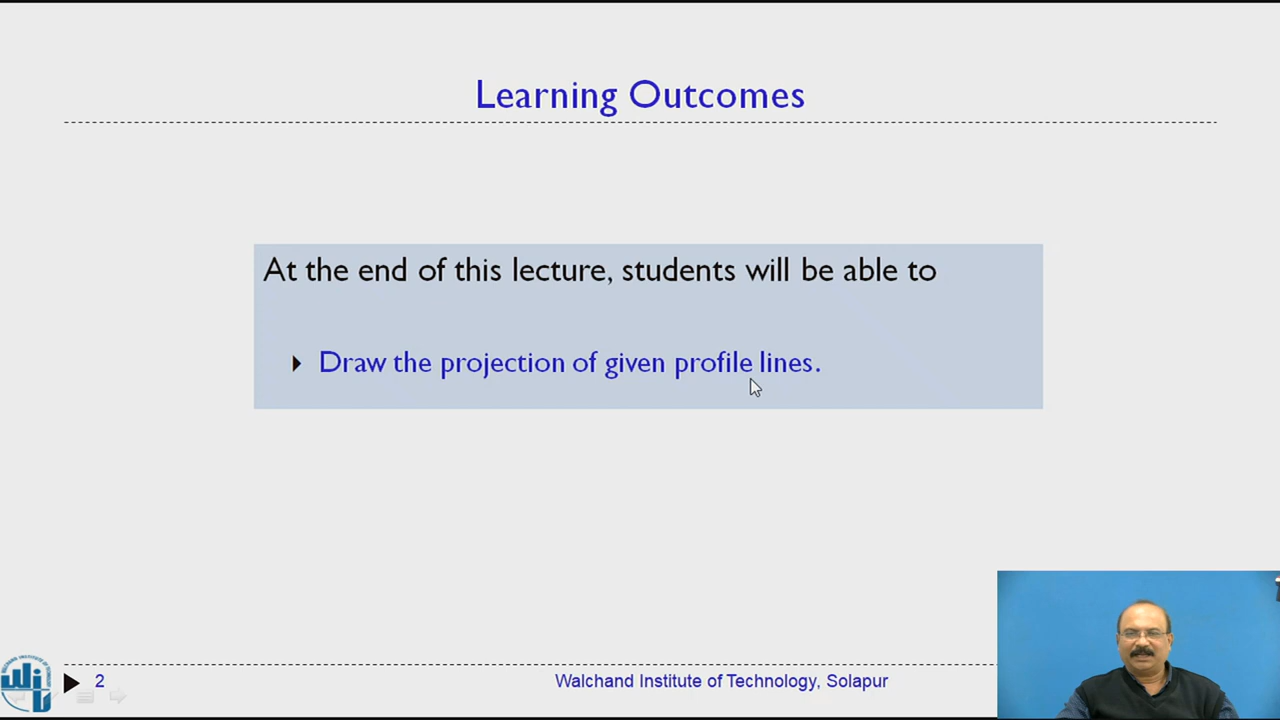 Learning Outcomes
At the end of this lecture, students will be able to
Draw the projection of given profile lines.
2
Walchand Institute of Technology, Solapur